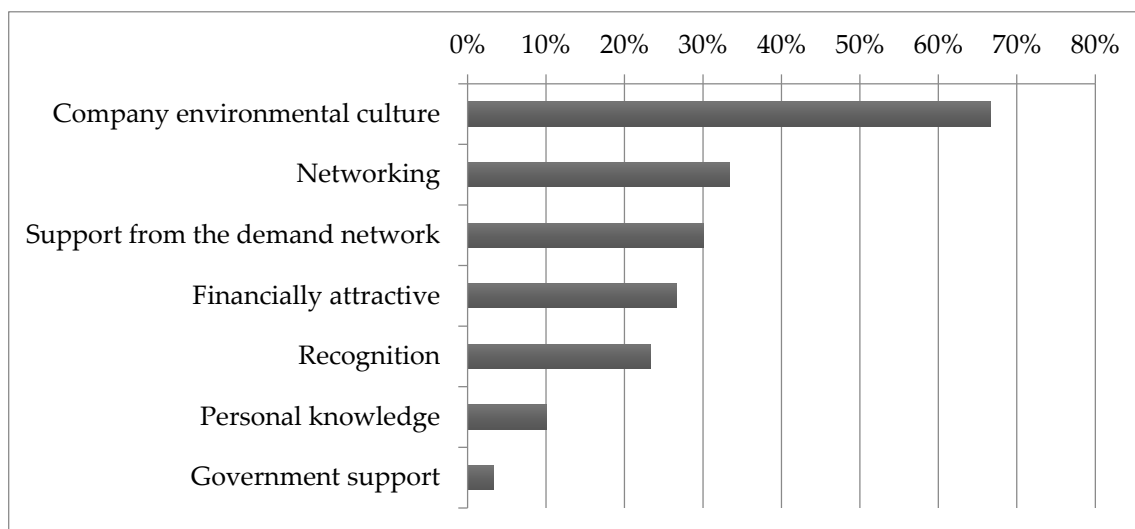 0% 10% 20% 30% 40% 50% 60% 70% 80%
Company environmental culture
Networking
Support from the demand network
Financially attractive
Recognition
Personal knowledge
Government support